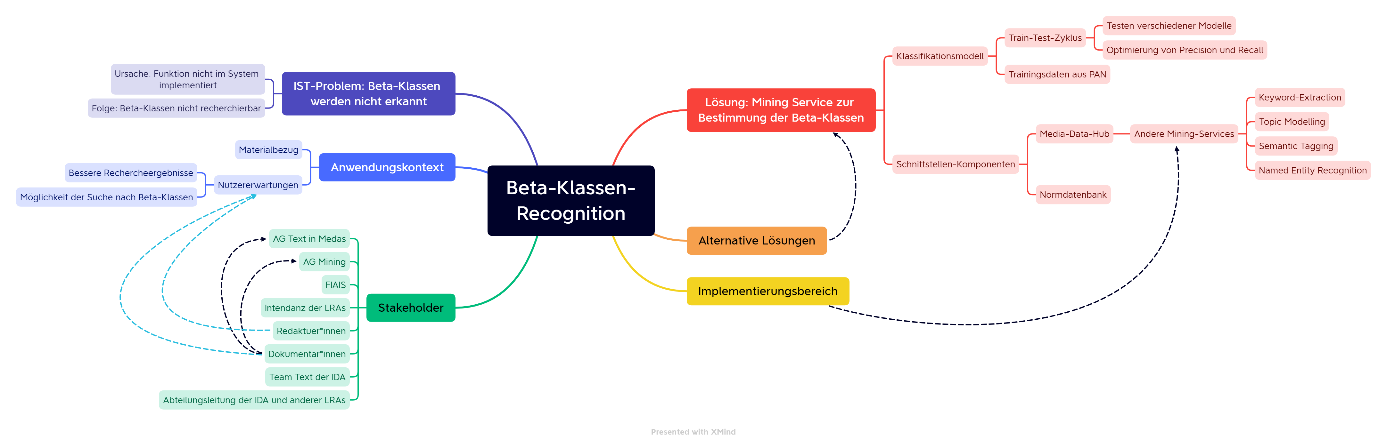 Beta-Klassen-
Recognition
IST-Problem: Beta-Klassen
werden nicht erkannt
Ursache: Funktion nicht im System
implementiert
Folge: Beta-Klassen nicht recherchierbar
Anwendungskontext
Materialbezug
Nutzererwartungen
Bessere Rechercheergebnisse
Möglichkeit der Suche nach Beta-Klassen
Stakeholder
AG Text in Medas
AG Mining
FIAIS
Intendanz der LRAs
Redaktuer*innen
Dokumentar*innen
Team Text der IDA
Abteilungsleitung der IDA und anderer LRAs
Lösung: Mining Service zur
Bestimmung der Beta-Klassen
Klassifikationsmodell
Train-Test-Zyklus
Testen verschiedener Modelle
Optimierung von Precision und Recall
Trainingsdaten aus PAN
Schnittstellen-Komponenten
Media-Data-Hub
Andere Mining-Services
Keyword-Extraction
Topic Modelling
Semantic Tagging
Named Entity Recognition
Normdatenbank
Alternative Lösungen
Implementierungsbereich
Presented with XMind